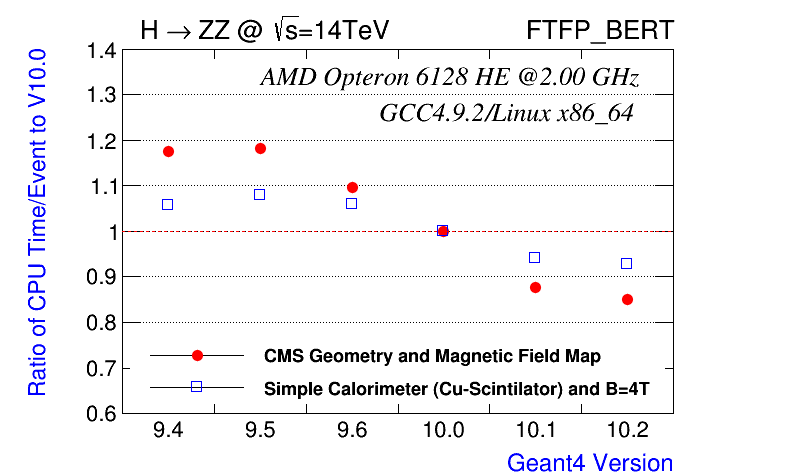 H → ZZ @ √s=14TeV
FTFP_BERT
AMD Opteron 6128 HE @2.00 GHz
GCC4.9.2/Linux x86_64
Ratio of CPU Time/Event to V10.0
1.4
1.3
1.2
1.1
1
0.9
0.8
0.7
0.6
CMS Geometry and Magnetic Field Map
Simple Calorimeter (Cu-Scintilator) and B=4T
9.4 9.5 9.6 10.0 10.1 10.2
Geant4 Version